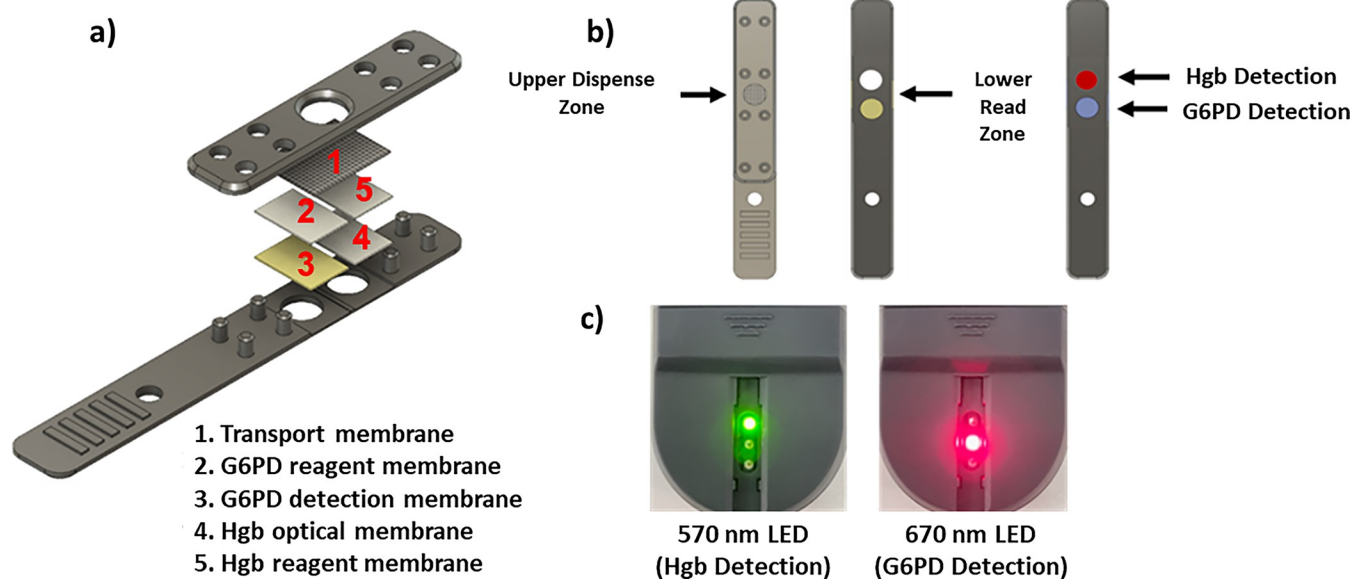 a)
1
5
2
4
3
1. Transport membrane
2. G6PD reagent membrane
3. G6PD detection membrane
4. Hgb optical membrane
5. Hgb reagent membrane
b)
Upper Dispense
Zone
Lower
Read
Zone
Hgb Detection
G6PD Detection
c)
570 nm LED
(Hgb Detection)
670 nm LED
(G6PD Detection)